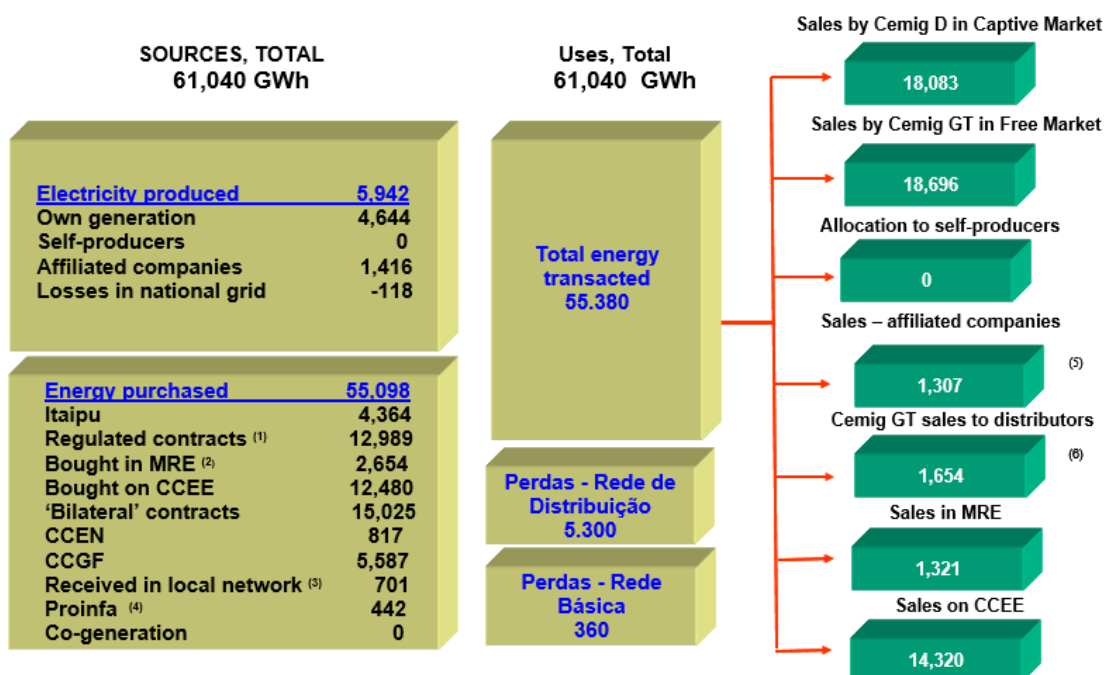 SOURCES, TOTAL
61,040 GWh
Electricity produced 5,942
Own generation 4,644
Self-producers 0
Affiliated companies 1,416
Losses in national grid -118
Energy purchased 55,098
Itaipu 4,364
Regulated contracts (1) 12,989
Bought in MRE (2) 2,654
Bought on CCEE 12,480
‘Bilateral’ contracts 15,025
CCEN 817
CCGF 5,587
Received in local network (3) 701
Proinfa (4) 442
Co-generation 0
Uses, Total
61,040 GWh
Total energy
transacted
55.380
Perdas - Rede de
Distribuição
5.300
Perdas - Rede
Básica
360
Sales by Cemig D in Captive Market
18,083
Sales by Cemig GT in Free Market
18,696
Allocation to self-producers
0
Sales – affiliated companies
1,307 (5)
Cemig GT sales to distributors
1,654 (6)
Sales in MRE
1,321
Sales on CCEE
14,320